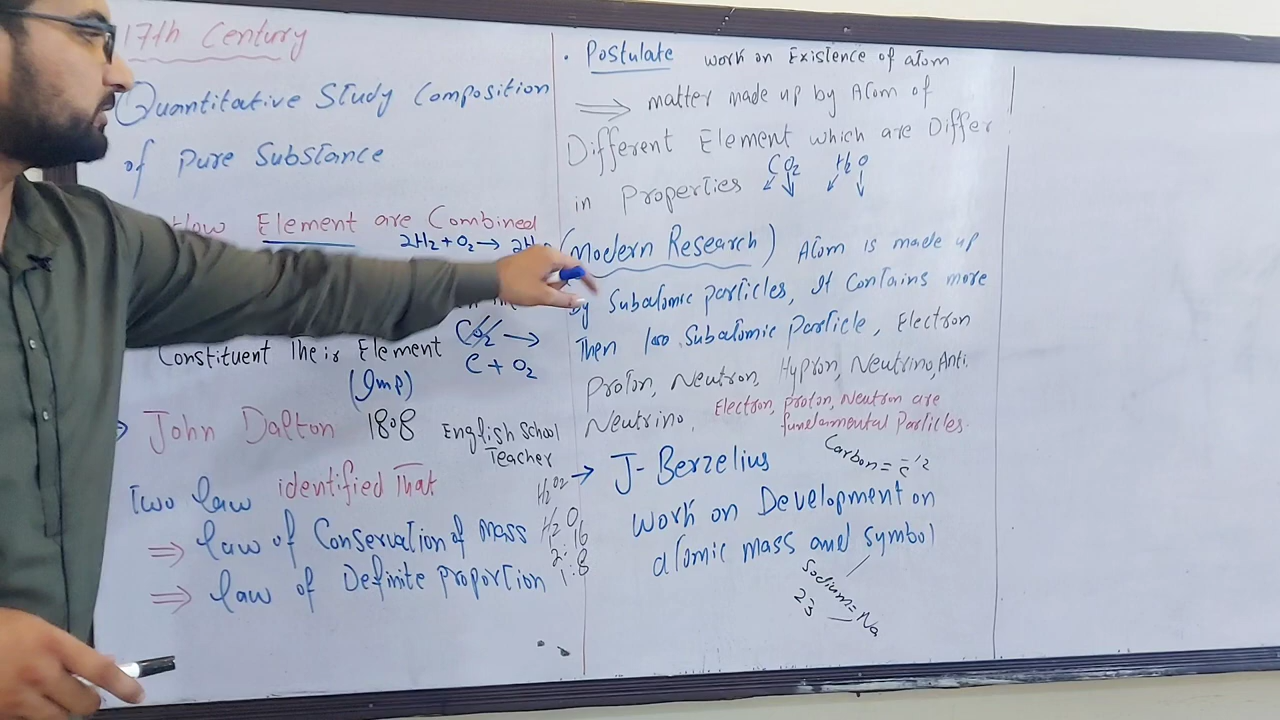 17th Century
Quantitative Study Composition
of Pure Substance
How Element are Combined
2H₂ + O₂ → 2H₂
CO₂ →
Constituent Their Element
C + O₂
(Imp)
John Dalton 1808 English School
Teacher
Two law identified That
⇒ law of Conservation of mass
⇒ law of Definite proportion
H₂O₂
H₂O
2:16
1:8
. Postulate work on Existence of atom
⇒ matter made up by Atom of
Different Element which are Differ
in Properties CO₂ H₂O
(Modern Research) Atom is made up
by Subatomic particles, It Contains more
Then 100 Subatomic Particle, Electron
Proton, Neutron, Hypron, Neutrino, Anti.
Neutrino, Electron, proton, Neutron are
fundamental Particles.
Carbon = C¹²
→ J- Berzelius
work on Development on
atomic mass and symbol
Sodium = Na
23